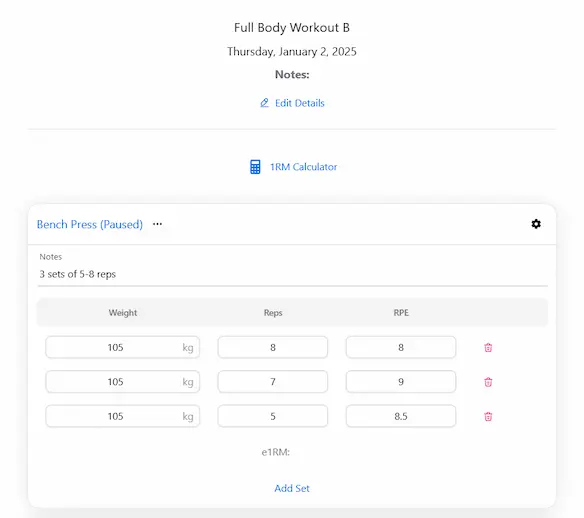 Full Body Workout B
Thursday, January 2, 2025
Notes:
Edit Details
1RM Calculator
Bench Press (Paused) ···
Notes
3 sets of 5-8 reps
Weight Reps RPE
105 kg 8 8
105 kg 7 9
105 kg 5 8.5
e1RM:
Add Set